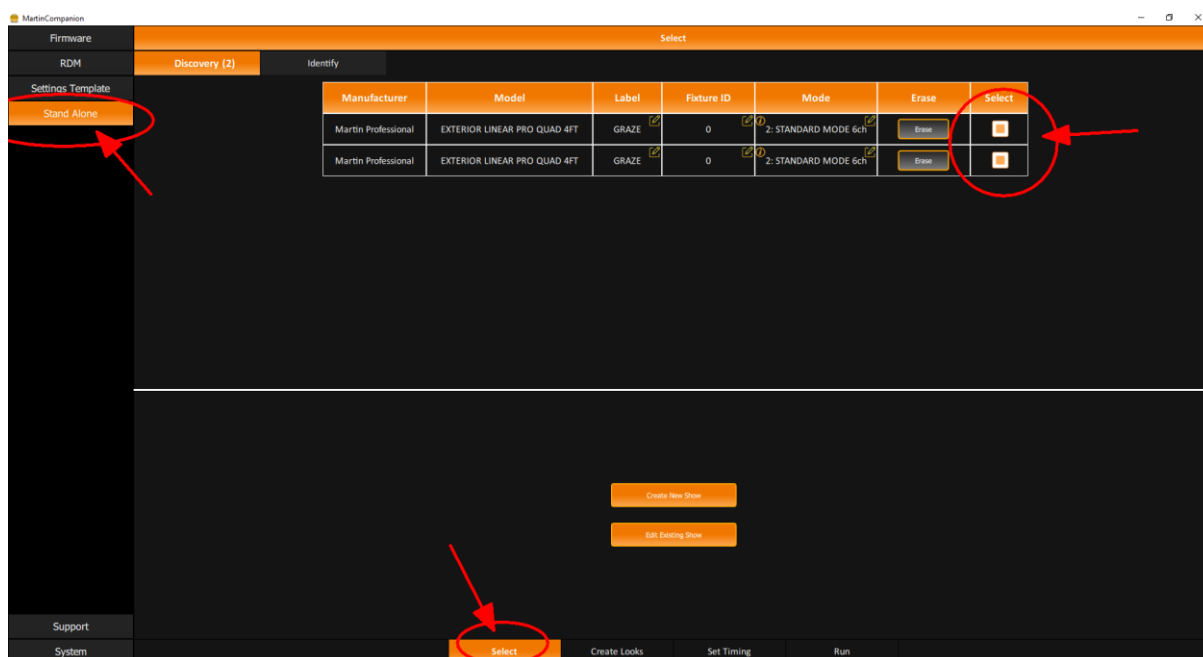 MartinCompanion
Firmware
RDM
Settings Template
Stand Alone
Select
Discovery (2) Identify
Manufacturer Model Label Fixture ID Mode Erase Select
Martin Professional EXTERIOR LINEAR PRO QUAD 4FT GRAZE 0 2: STANDARD MODE 6ch Erase
Martin Professional EXTERIOR LINEAR PRO QUAD 4FT GRAZE 0 2: STANDARD MODE 6ch Erase
Create New Show
Edit Existing Show
Support
System
Select Create Looks Set Timing Run